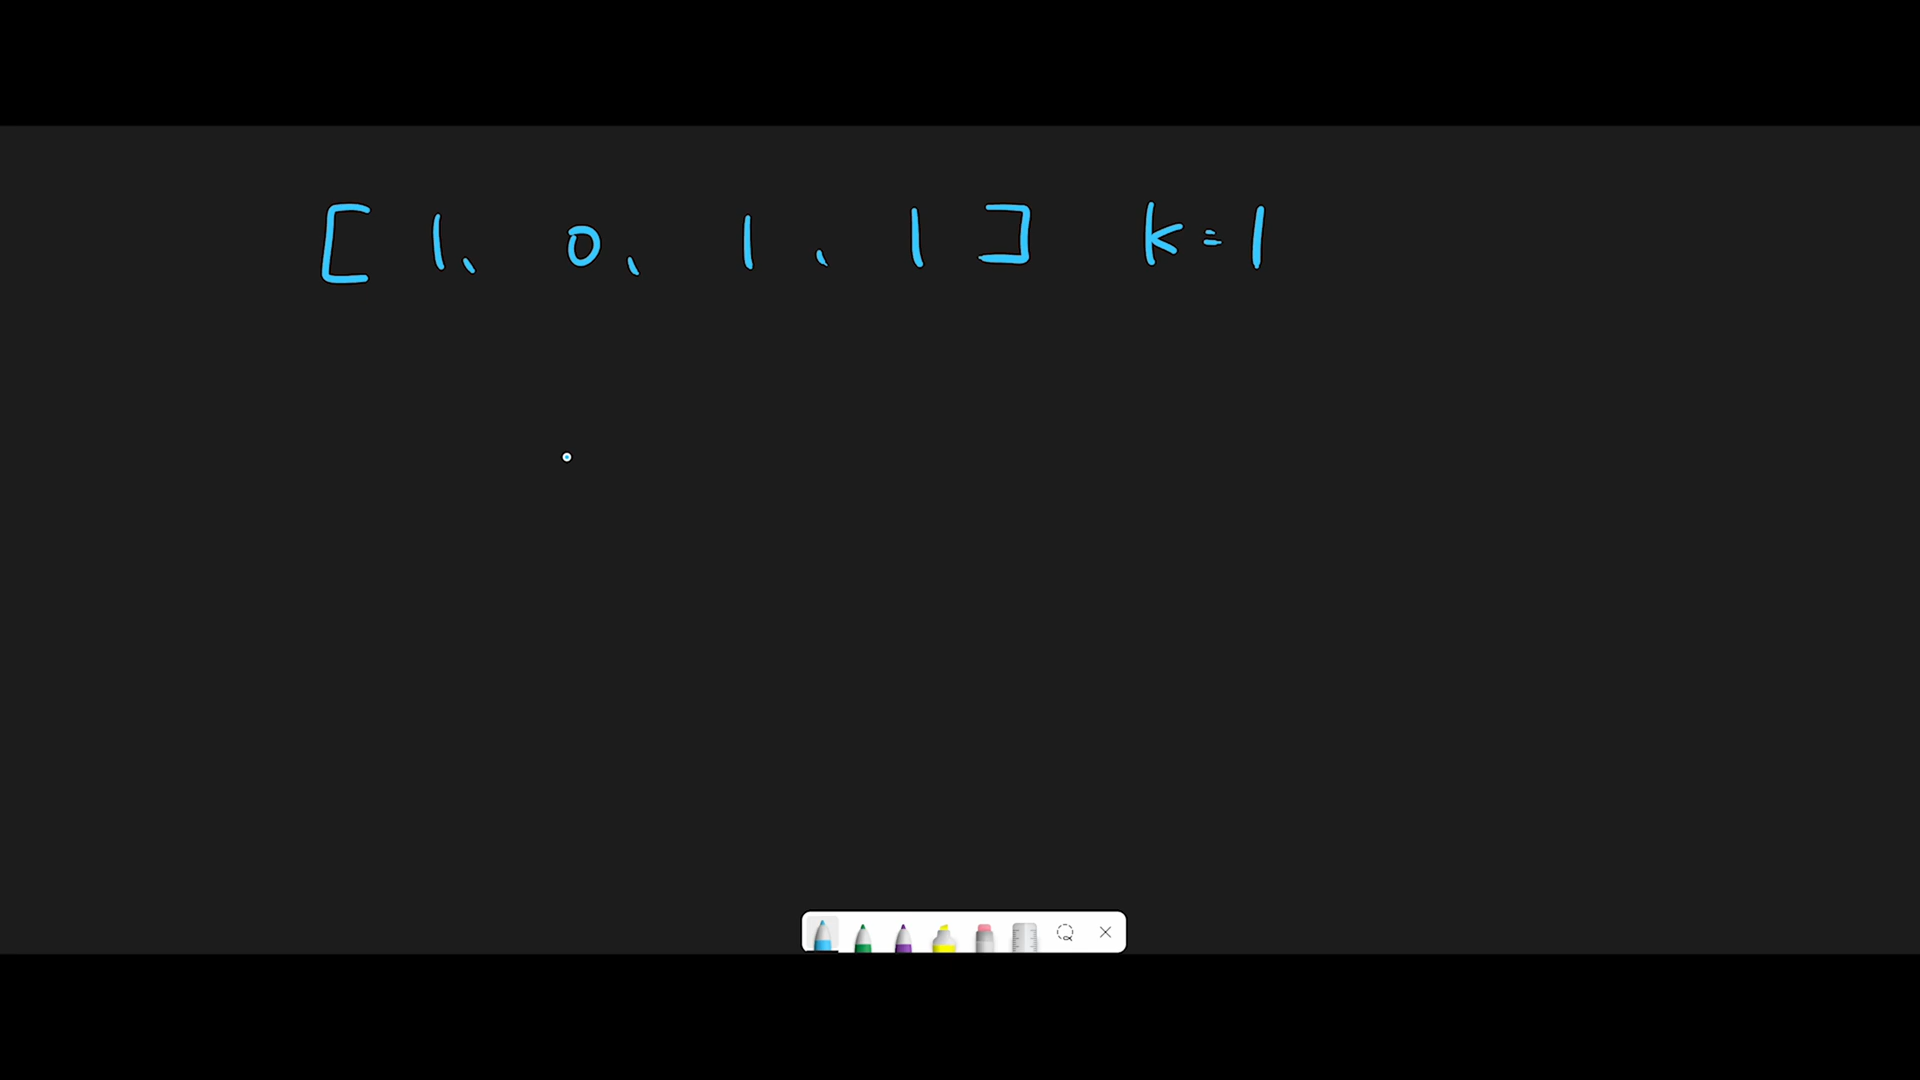 [ 1, 0, 1, 1 ] k=1